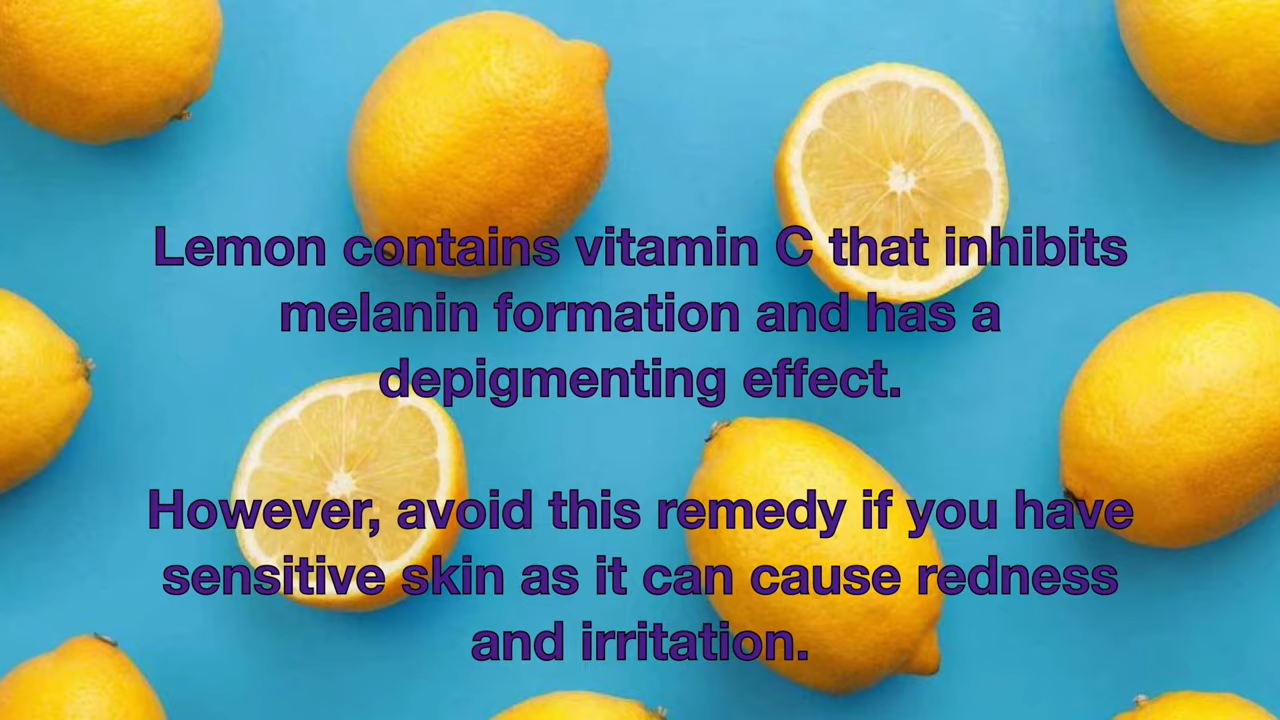 Lemon contains vitamin C that inhibits
melanin formation and has a
depigmenting effect.
However, avoid this remedy if you have
sensitive skin as it can cause redness
and irritation.